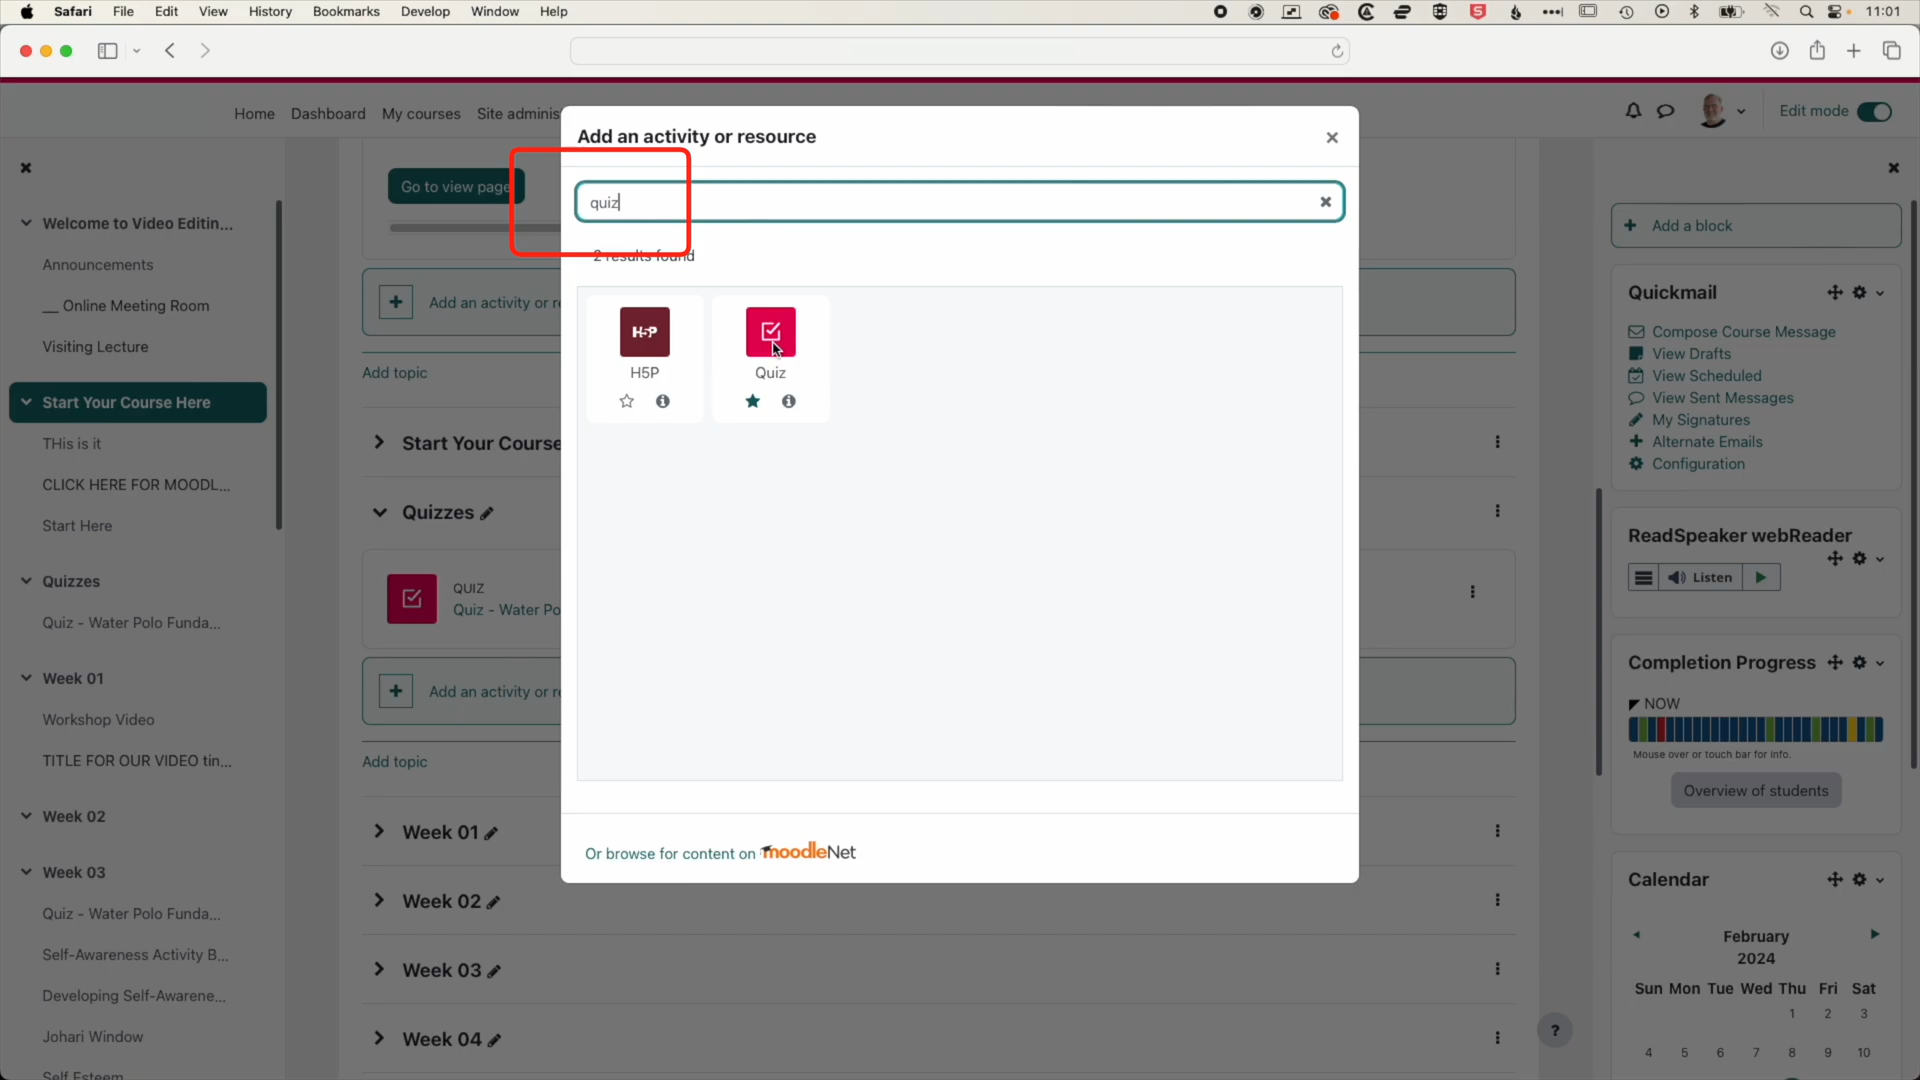 Safari File Edit View History Bookmarks Develop Window Help 11:01
Home Dashboard My courses Site adminis
Edit mode
Add an activity or resource
Go to view page
quiz
2 results found
H5P
H5P
Quiz
Welcome to Video Editin...
Announcements
__ Online Meeting Room
Visiting Lecture
Start Your Course Here
THis is it
CLICK HERE FOR MOODL...
Start Here
Quizzes
Quiz - Water Polo Funda...
Week 01
Workshop Video
TITLE FOR OUR VIDEO tin...
Week 02
Week 03
Quiz - Water Polo Funda...
Self-Awareness Activity B...
Developing Self-Awarene...
Johari Window
Self Esteem
Add an activity or re
Add topic
Start Your Course
Quizzes
QUIZ
Quiz - Water Po
Add an activity or re
Add topic
Week 01
Week 02
Week 03
Week 04
Or browse for content on moodleNet
Add a block
Quickmail
Compose Course Message
View Drafts
View Scheduled
View Sent Messages
My Signatures
Alternate Emails
Configuration
ReadSpeaker webReader
Listen
Completion Progress
NOW
Mouse over or touch bar for info.
Overview of students
Calendar
February
2024
Sun Mon Tue Wed Thu Fri Sat
1 2 3
4 5 6 7 8 9 10
?